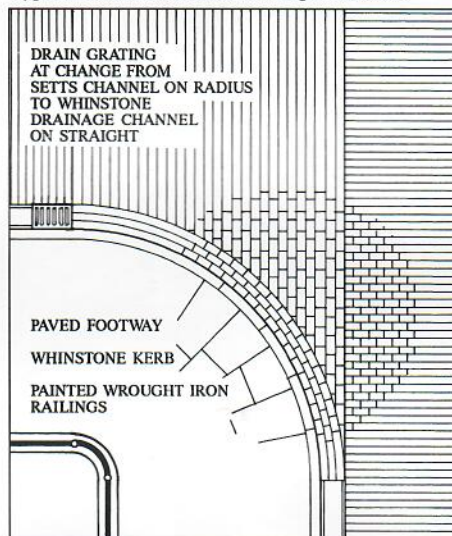 DRAIN GRATING
AT CHANGE FROM
SETTS CHANNEL ON RADIUS
TO WHINSTONE
DRAINAGE CHANNEL
ON STRAIGHT
PAVED FOOTWAY
WHINSTONE KERB
PAINTED WROUGHT IRON
RAILINGS